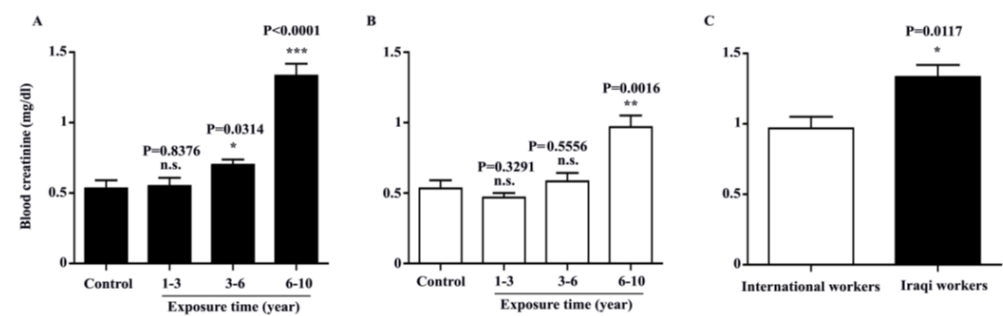 A
P<0.0001
***
1.5
1
0.5
0
Blood creatinine (mg/dl)
P=0.8376
n.s.
P=0.0314
*
Control
1-3
3-6
6-10
Exposure time (year)
B
P=0.0016
**
1.5
1
0.5
0
P=0.3291
n.s.
P=0.5556
n.s.
Control
1-3
3-6
6-10
Exposure time (year)
C
P=0.0117
*
1.5
1
0.5
0
International workers
Iraqi workers